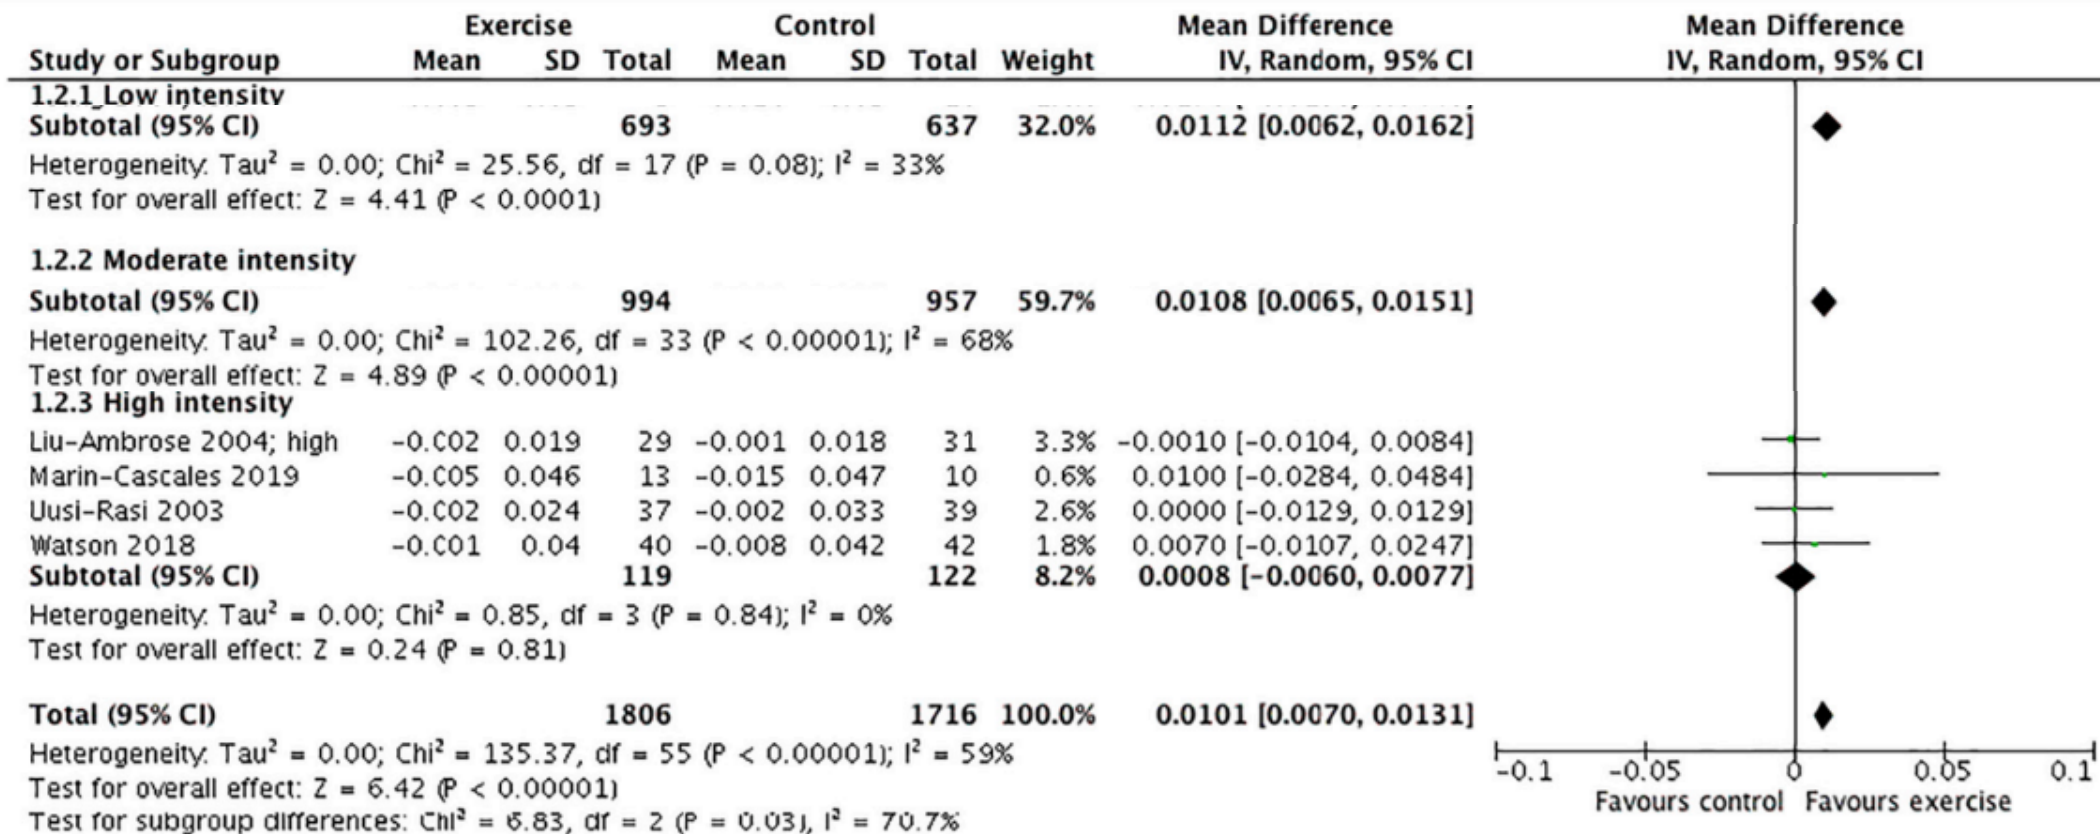 Exercise Control Mean Difference Mean Difference
Study or Subgroup Mean SD Total Mean SD Total Weight IV, Random, 95% CI IV, Random, 95% CI
1.2.1 Low intensity
Subtotal (95% CI) 693 637 32.0% 0.0112 [0.0062, 0.0162]
Heterogeneity: Tau² = 0.00; Chi² = 25.56, df = 17 (P = 0.08); I² = 33%
Test for overall effect: Z = 4.41 (P < 0.0001)
1.2.2 Moderate intensity
Subtotal (95% CI) 994 957 59.7% 0.0108 [0.0065, 0.0151]
Heterogeneity: Tau² = 0.00; Chi² = 102.26, df = 33 (P < 0.00001); I² = 68%
Test for overall effect: Z = 4.89 (P < 0.00001)
1.2.3 High intensity
Liu-Ambrose 2004; high -0.002 0.019 29 -0.001 0.018 31 3.3% -0.0010 [-0.0104, 0.0084]
Marin-Cascales 2019 -0.005 0.046 13 -0.015 0.047 10 0.6% 0.0100 [-0.0284, 0.0484]
Uusi-Rasi 2003 -0.002 0.024 37 -0.002 0.033 39 2.6% 0.0000 [-0.0129, 0.0129]
Watson 2018 -0.001 0.04 40 -0.008 0.042 42 1.8% 0.0070 [-0.0107, 0.0247]
Subtotal (95% CI) 119 122 8.2% 0.0008 [-0.0060, 0.0077]
Heterogeneity: Tau² = 0.00; Chi² = 0.85, df = 3 (P = 0.84); I² = 0%
Test for overall effect: Z = 0.24 (P = 0.81)
Total (95% CI) 1806 1716 100.0% 0.0101 [0.0070, 0.0131]
Heterogeneity: Tau² = 0.00; Chi² = 135.37, df = 55 (P < 0.00001); I² = 59%
Test for overall effect: Z = 6.42 (P < 0.00001)
Test for subgroup differences: Chi² = 6.83, df = 2 (P = 0.03), I² = 70.7%
-0.1 -0.05 0 0.05 0.1
Favours control Favours exercise